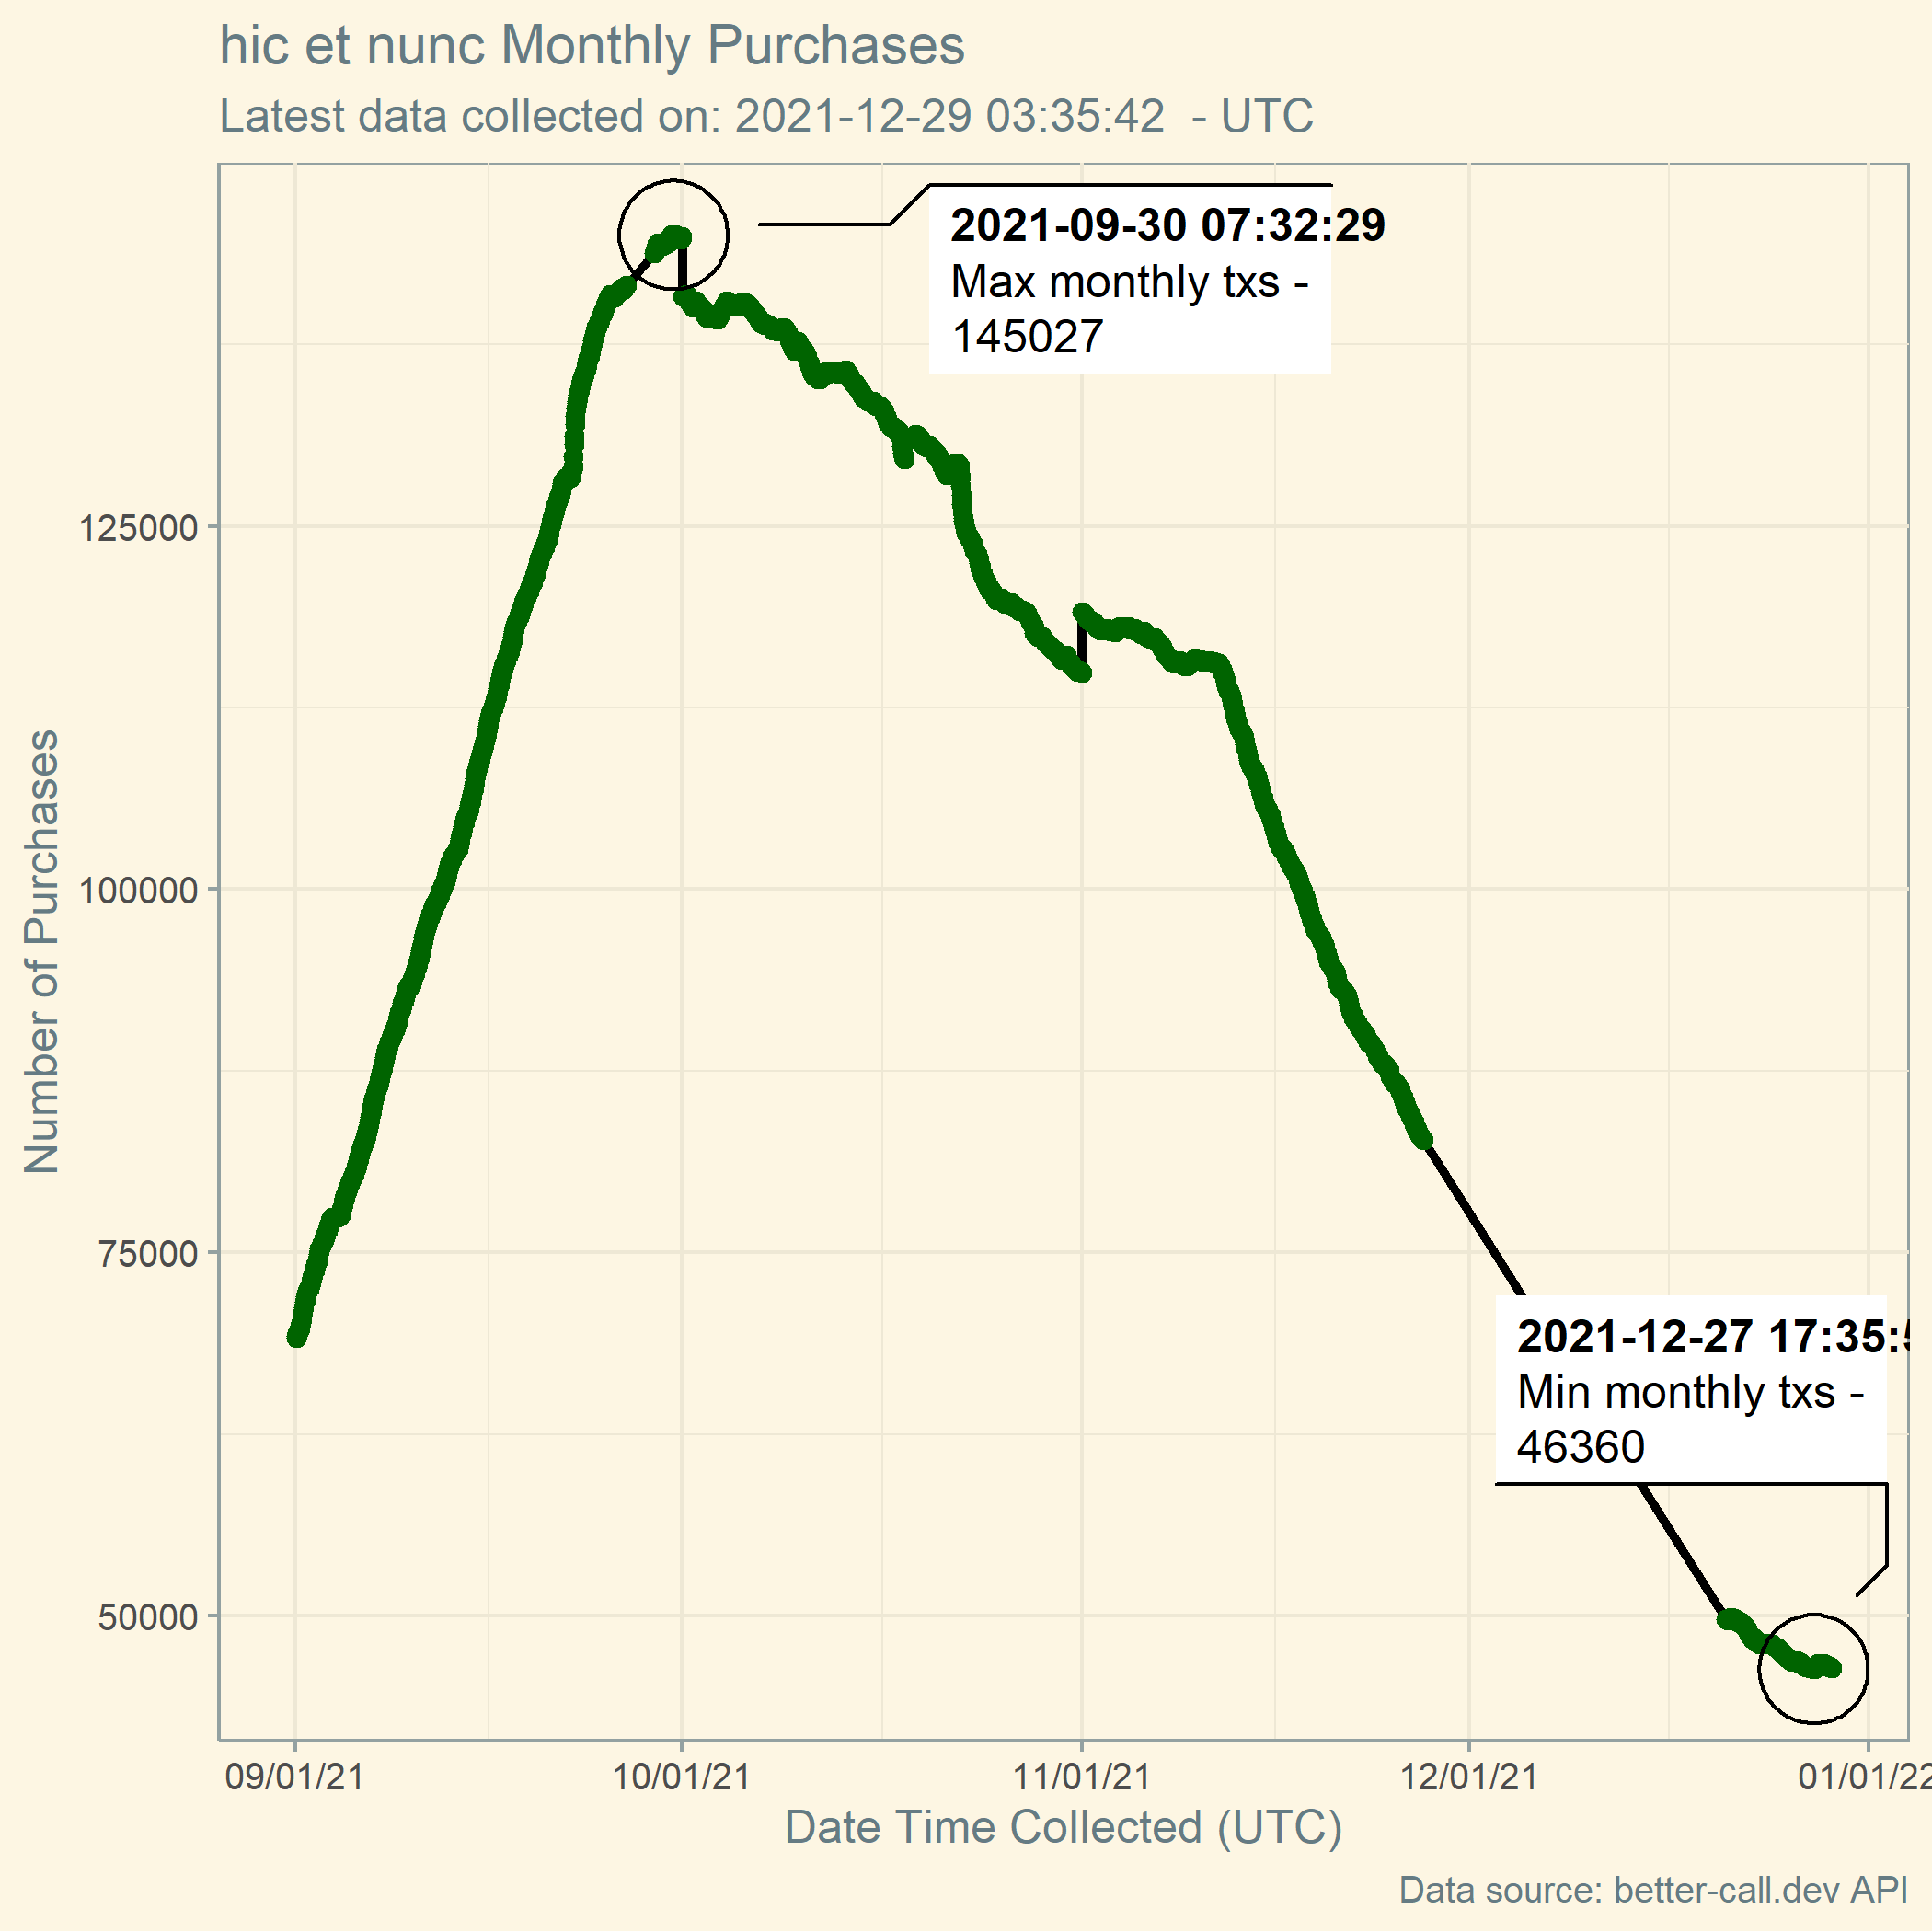 hic et nunc Monthly Purchases
Latest data collected on: 2021-12-29 03:35:42 - UTC
2021-09-30 07:32:29
Max monthly txs -
145027
125000
100000
75000
50000
Number of Purchases
2021-12-27 17:35:
Min monthly txs -
46360
09/01/21 10/01/21 11/01/21 12/01/21 01/01/22
Date Time Collected (UTC)
Data source: better-call.dev API